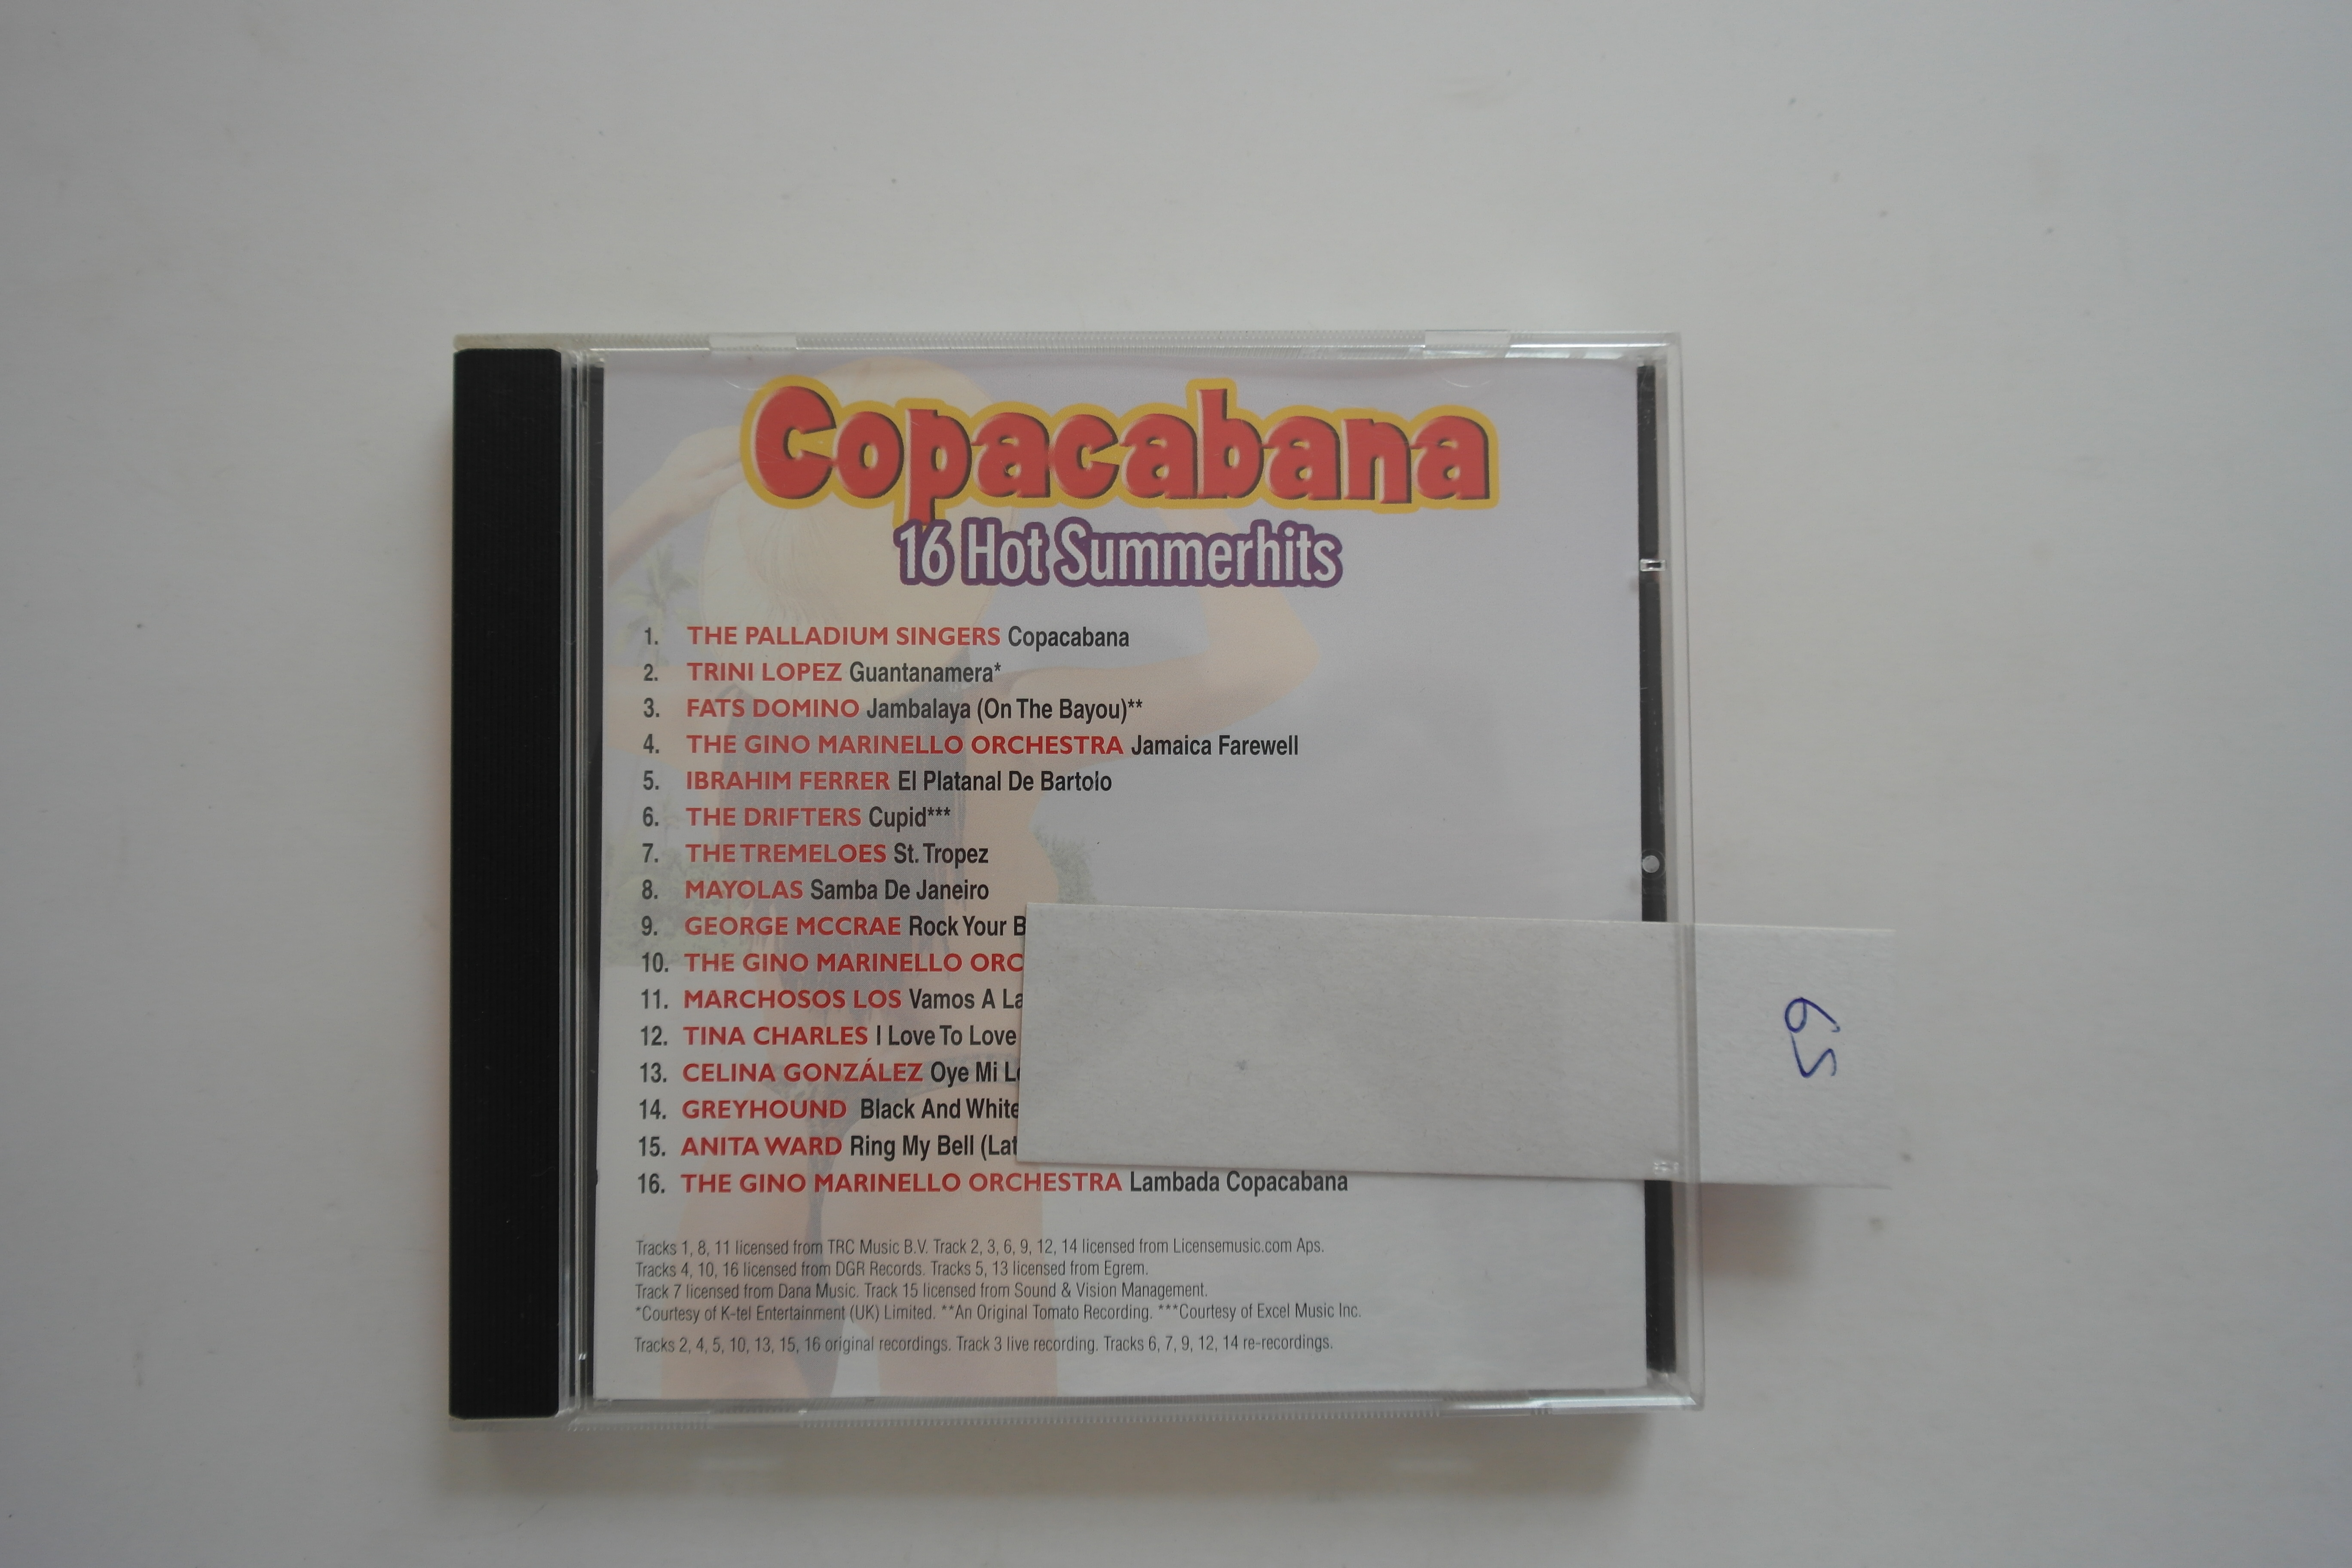 Copacabana
16 Hot Summerhits
1. THE PALLADIUM SINGERS Copacabana
2. TRINI LOPEZ Guantanamera*
3. FATS DOMINO Jambalaya (On The Bayou)**
4. THE GINO MARINELLO ORCHESTRA Jamaica Farewell
5. IBRAHIM FERRER El Platanal De Bartolo
6. THE DRIFTERS Cupid***
7. THE TREMELOES St. Tropez
8. MAYOLAS Samba De Janeiro
9. GEORGE MCCRAE Rock Your
10. THE GINO MARINELLO
11. MARCHOSOS LOS Vamos A
12. TINA CHARLES I Love To Love
13. CELINA GONZÁLEZ Oye Mi
14. GREYHOUND Black And White
15. ANITA WARD Ring My Bell
16. THE GINO MARINELLO ORCHESTRA Lambada Copacabana
Tracks 1, 8, 11 licensed from TRC Music B.V. Track 2, 3, 6, 9, 12, 14 licensed from Licensemusic.com Aps.
Tracks 4, 10, 16 licensed from DGR Records. Tracks 5, 13 licensed from Egrem.
Track 7 licensed from Dana Music. Track 15 licensed from Sound & Vision Management.
*Courtesy of K-tel Entertainment (UK) Limited. **An Original Tomato Recording. ***Courtesy of Excel Music Inc.
Tracks 2, 4, 5, 10, 13, 15, 16 original recordings. Track 3 live recording. Tracks 6, 7, 9, 12, 14 re-recordings.